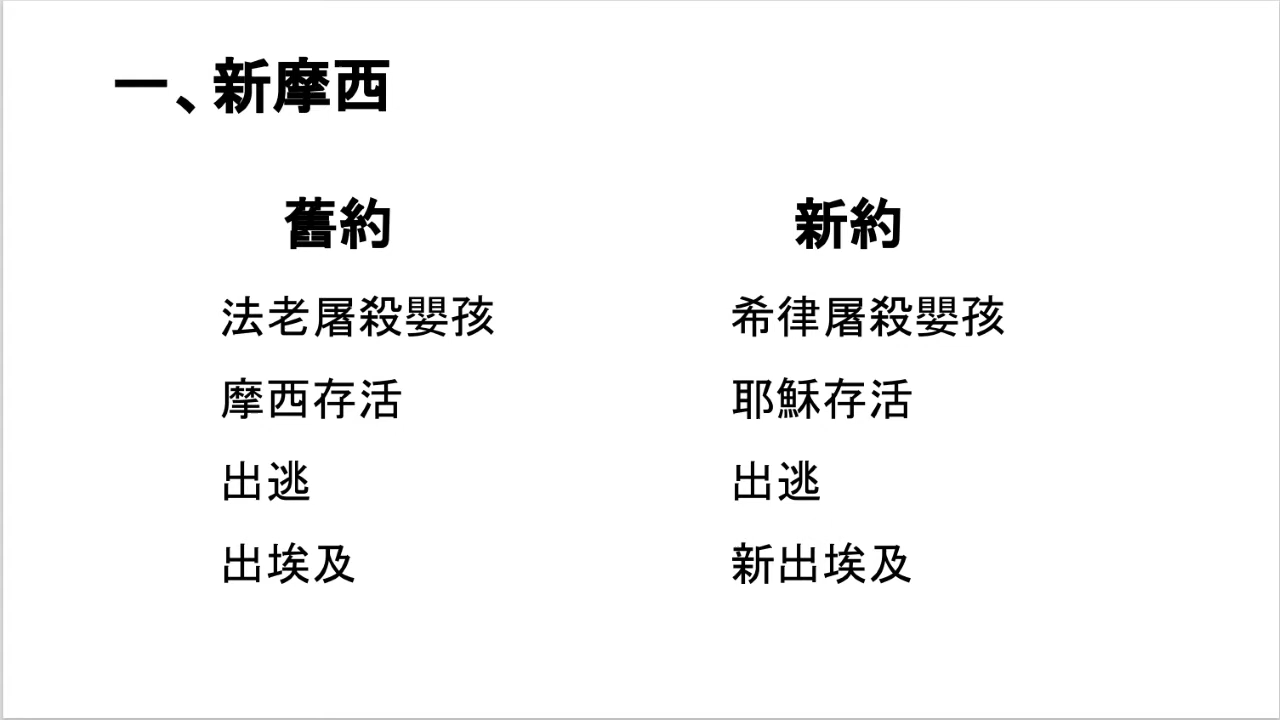 一、新摩西
舊約
新約
法老屠殺嬰孩
希律屠殺嬰孩
摩西存活
耶穌存活
出逃
出逃
出埃及
新出埃及